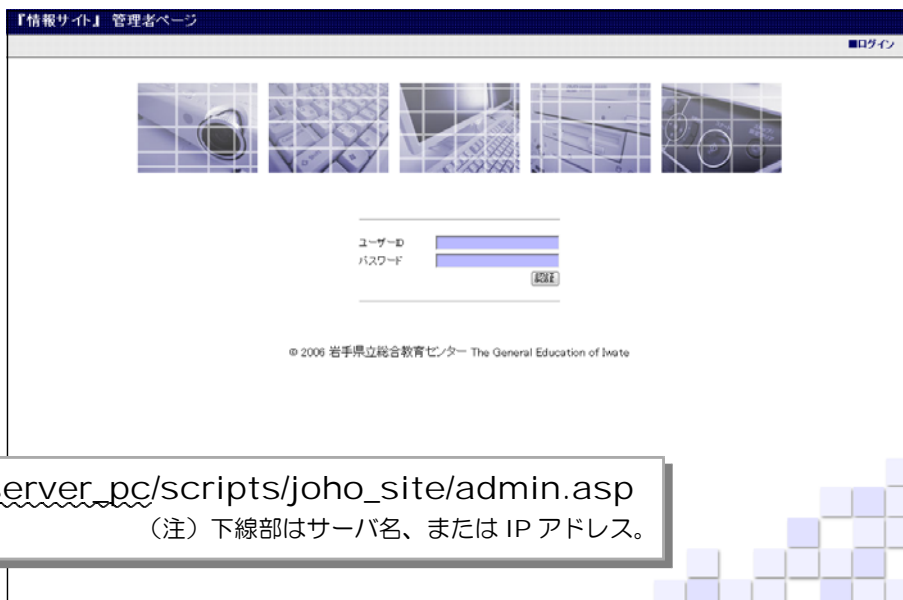 『情報サイト』 管理者ページ
■ログイン
ユーザーID
パスワード
認証
© 2006 岩手県立総合教育センター The General Education of Iwate
server_pc/scripts/joho_site/admin.asp
（注）下線部はサーバ名、または IP アドレス。